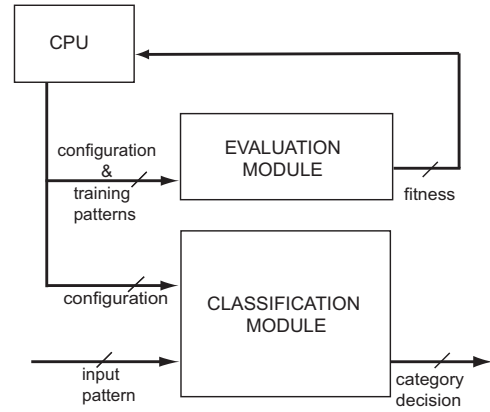 CPU
configuration
&
training
patterns
EVALUATION
MODULE
fitness
configuration
CLASSIFICATION
MODULE
input
pattern
category
decision